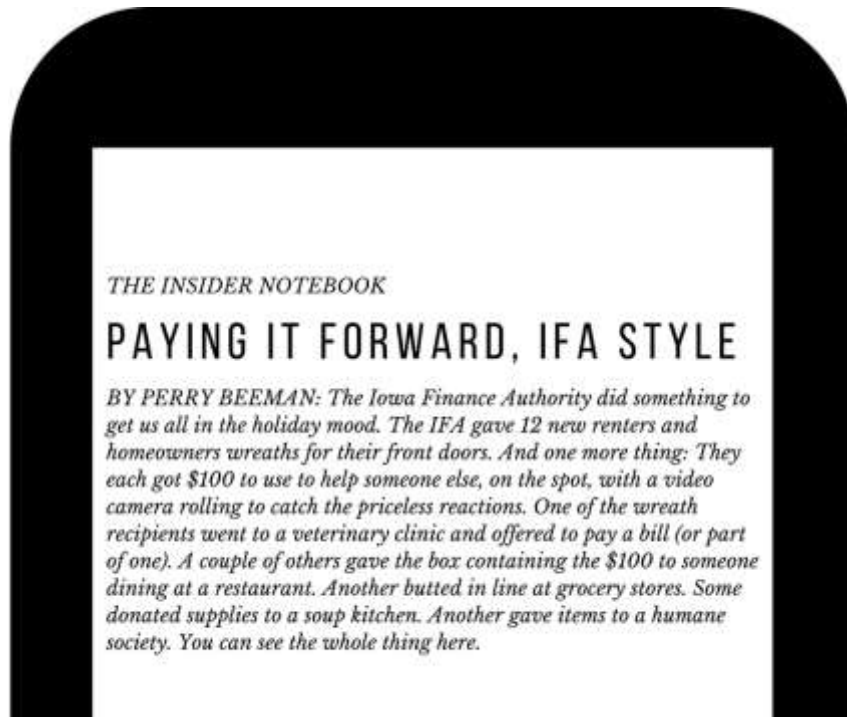 THE INSIDER NOTEBOOK
PAYING IT FORWARD, IFA STYLE
BY PERRY BEEMAN: The Iowa Finance Authority did something to
get us all in the holiday mood. The IFA gave 12 new renters and
homeowners wreaths for their front doors. And one more thing: They
each got $100 to use to help someone else, on the spot, with a video
camera rolling to catch the priceless reactions. One of the wreath
recipients went to a veterinary clinic and offered to pay a bill (or part
of one). A couple of others gave the box containing the $100 to someone
dining at a restaurant. Another butted in line at grocery stores. Some
donated supplies to a soup kitchen. Another gave items to a humane
society. You can see the whole thing here.